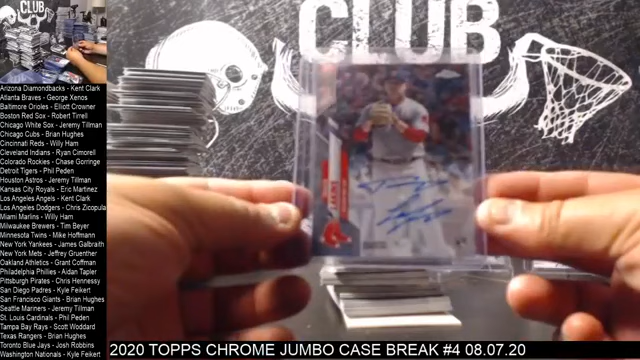 CLUB
CLUB
Arizona Diamondbacks - Kent Clark
Atlanta Braves - George Xenos
Baltimore Orioles - Elliott Crowner
Boston Red Sox - Robert Tirrell
Chicago White Sox - Jeremy Tillman
Chicago Cubs - Brian Hughes
Cincinnati Reds - Willy Ham
Cleveland Indians - Ryan Cimorell
Colorado Rockies - Chase Gorringe
Detroit Tigers - Phil Peden
Houston Astros - Jeremy Tillman
Kansas City Royals - Eric Martinez
Los Angeles Angels - Kent Clark
Los Angeles Dodgers - Chris Zicopula
Miami Marlins - Willy Ham
Milwaukee Brewers - Tim Beyer
Minnesota Twins - Mike Hoffmann
New York Yankees - James Galbraith
New York Mets - Jeffrey Gruenther
Oakland Athletics - Grant Coffman
Philadelphia Phillies - Aidan Tapler
Pittsburgh Pirates - Chris Hennessy
San Diego Padres - Kyle Feikert
San Francisco Giants - Brian Hughes
Seattle Mariners - Jeremy Tillman
St. Louis Cardinals - Phil Peden
Tampa Bay Rays - Scott Woddard
Texas Rangers - Brian Hughes
Toronto Blue Jays - Josh Robbins
Washington Nationals - Kyle Feikert
2020 TOPPS CHROME JUMBO CASE BREAK #4 08.07.20